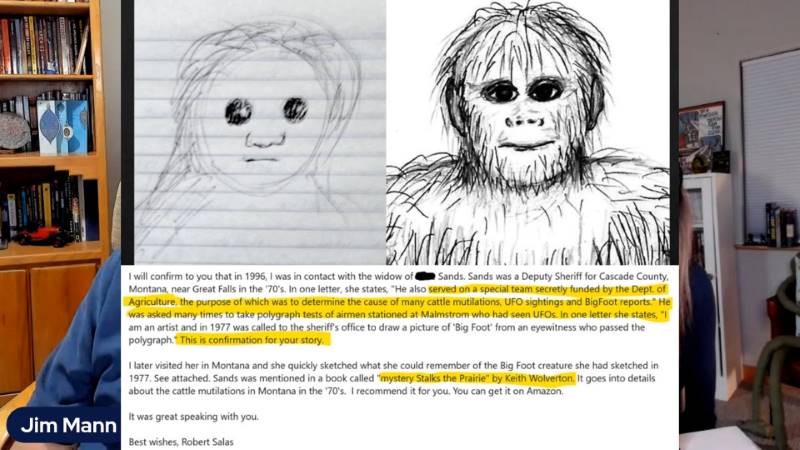 I will confirm to you that in 1996, I was in contact with the widow of Sands. Sands was a Deputy Sheriff for Cascade County,
Montana, near Great Falls in the '70's. In one letter, she states, "He also served on a special team secretly funded by the Dept. of
Agriculture, the purpose of which was to determine the cause of many cattle mutilations, UFO sightings and BigFoot reports." He
was asked many times to take polygraph tests of airmen stationed at Malmstrom who had seen UFOs. In one letter she states, "I
am an artist and in 1977 was called to the sheriff's office to draw a picture of 'Big Foot' from an eyewitness who passed the
polygraph." This is confirmation for your story.
I later visited her in Montana and she quickly sketched what she could remember of the Big Foot creature she had sketched in
1977. See attached. Sands was mentioned in a book called "mystery Stalks the Prairie" by Keith Wolverton. It goes into details
about the cattle mutilations in Montana in the '70's. I recommend it for you. You can get it on Amazon.
It was great speaking with you.
Best wishes, Robert Salas
Jim Mann